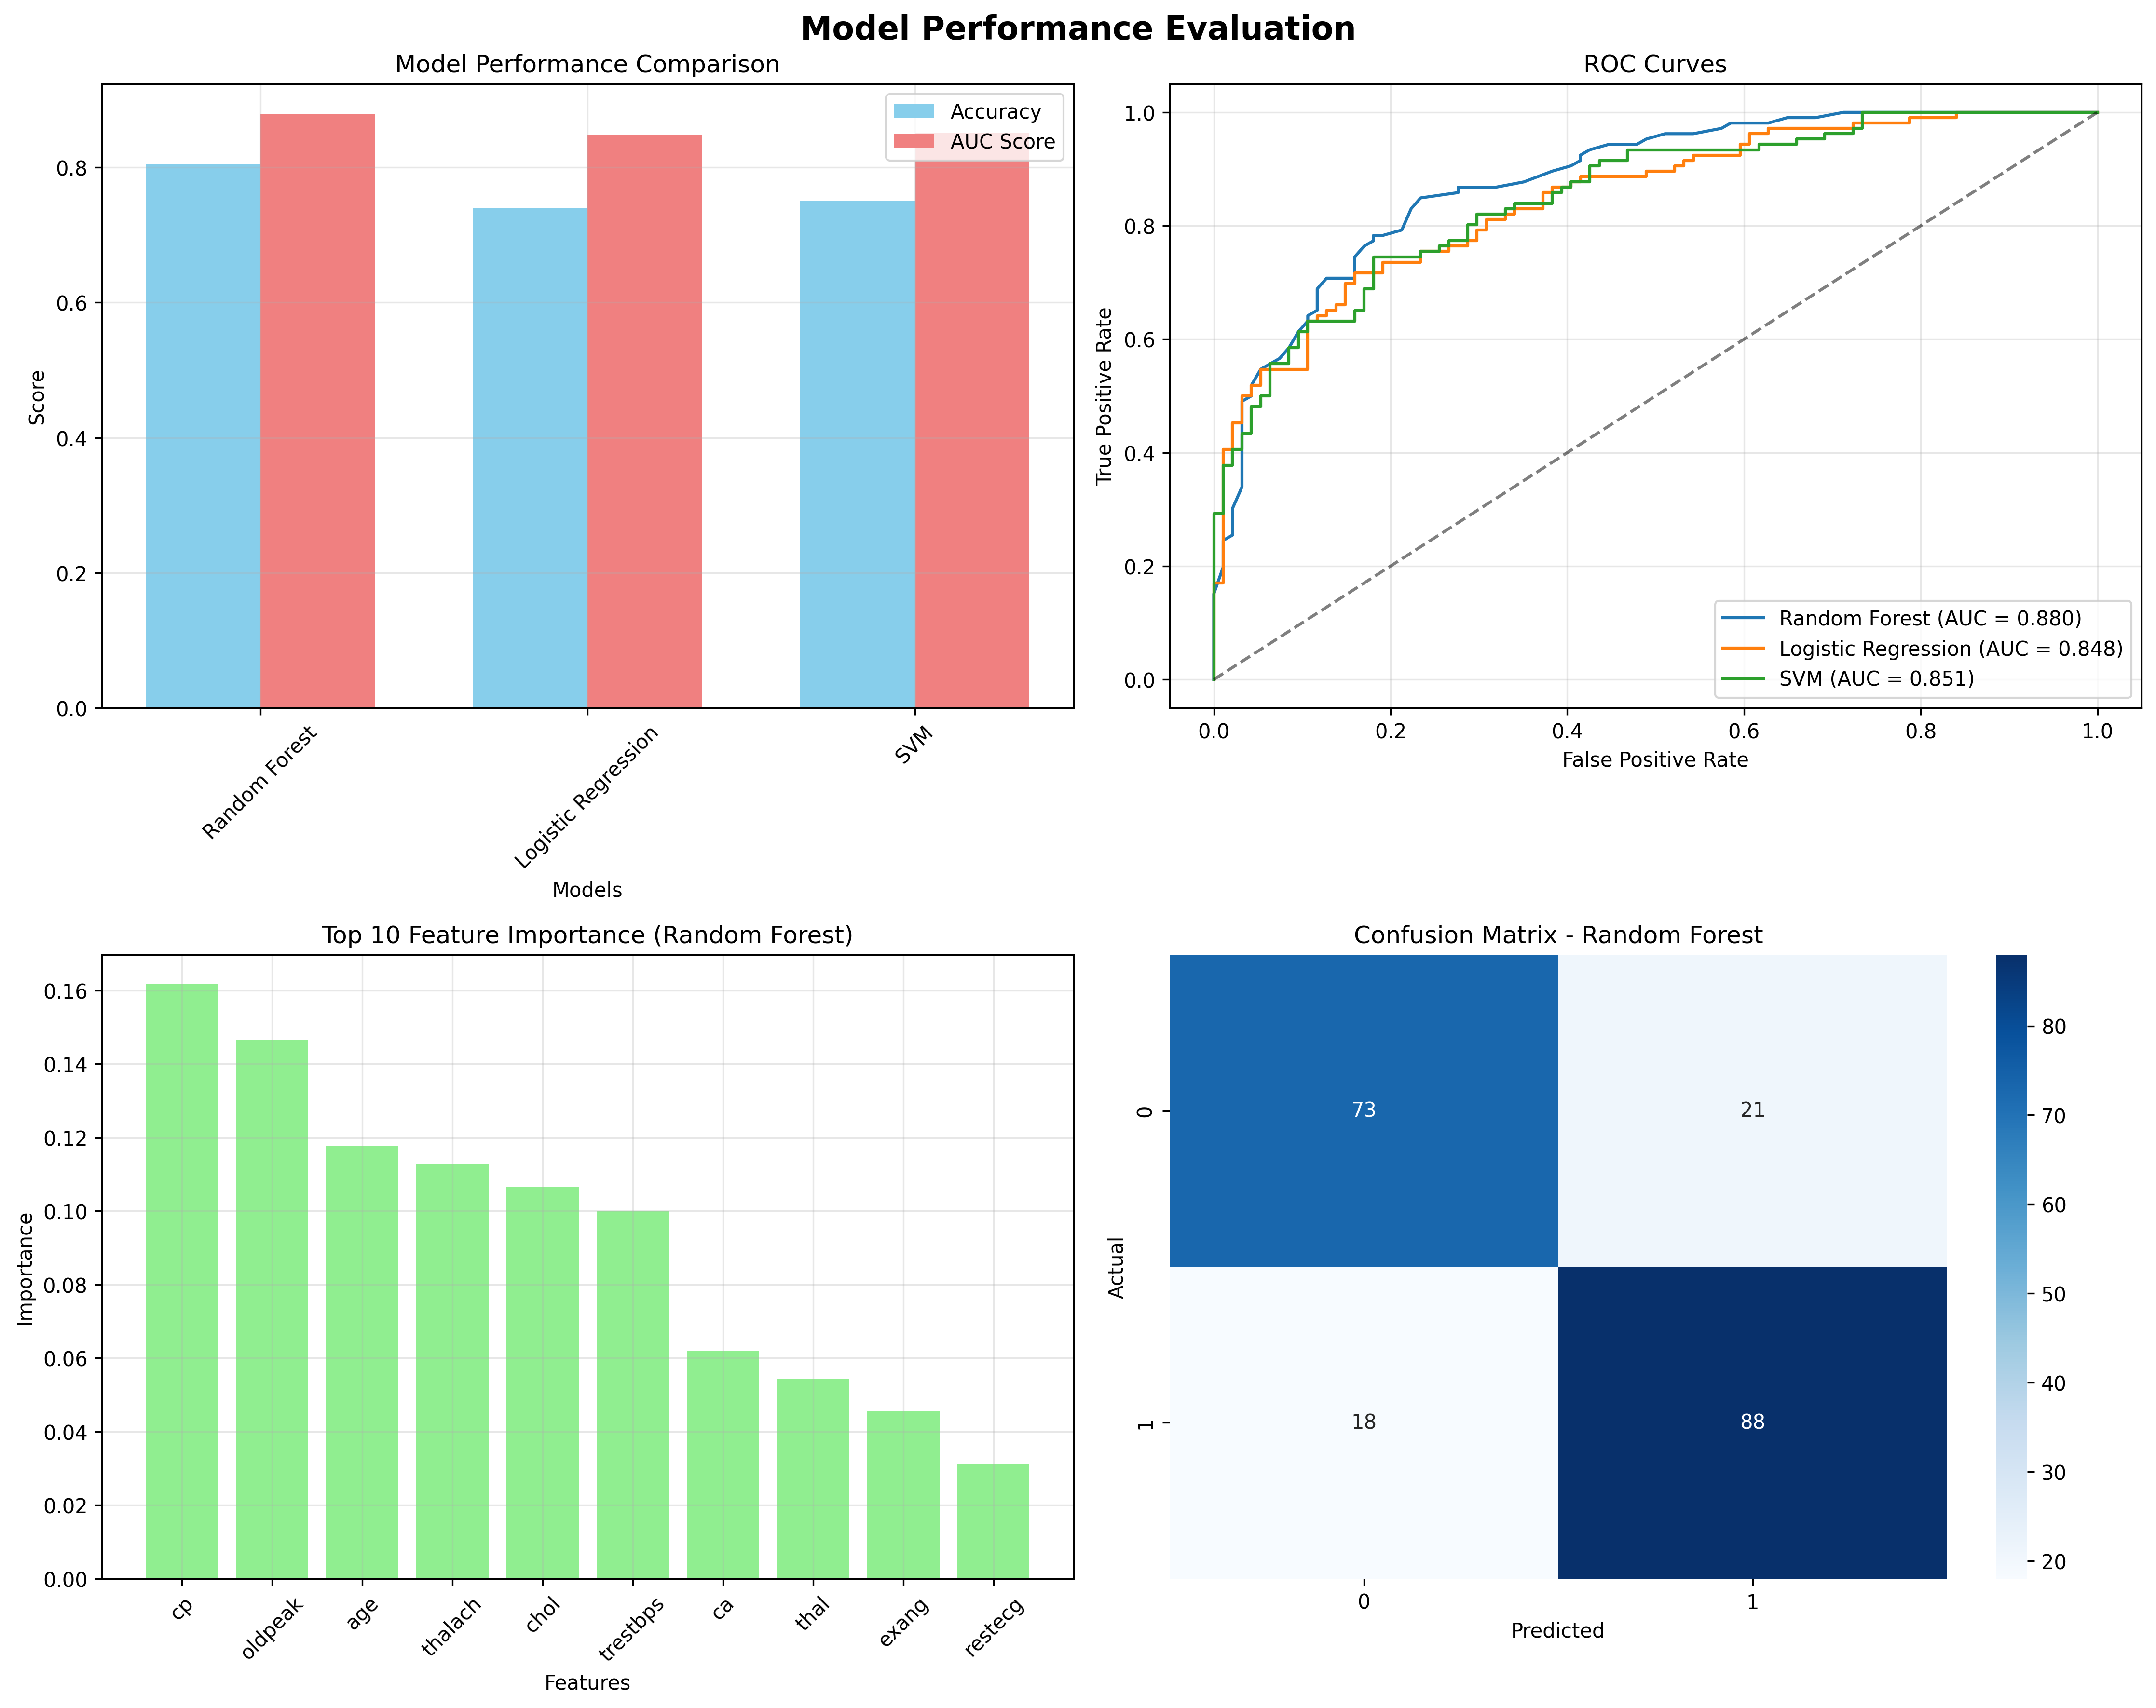 Model Performance Evaluation
Model Performance Comparison
Accuracy
AUC Score
Score
0.8
0.6
0.4
0.2
0.0
Random Forest
Logistic Regression
SVM
Models
ROC Curves
True Positive Rate
1.0
0.8
0.6
0.4
0.2
0.0
Random Forest (AUC = 0.880)
Logistic Regression (AUC = 0.848)
SVM (AUC = 0.851)
0.0 0.2 0.4 0.6 0.8 1.0
False Positive Rate
Top 10 Feature Importance (Random Forest)
Importance
0.16
0.14
0.12
0.10
0.08
0.06
0.04
0.02
0.00
cp
oldpeak
age
thalach
chol
trestbps
ca
thal
exang
restecg
Features
Confusion Matrix - Random Forest
Actual
0
73 21
1
18 88
0 1
Predicted
80
70
60
50
40
30
20